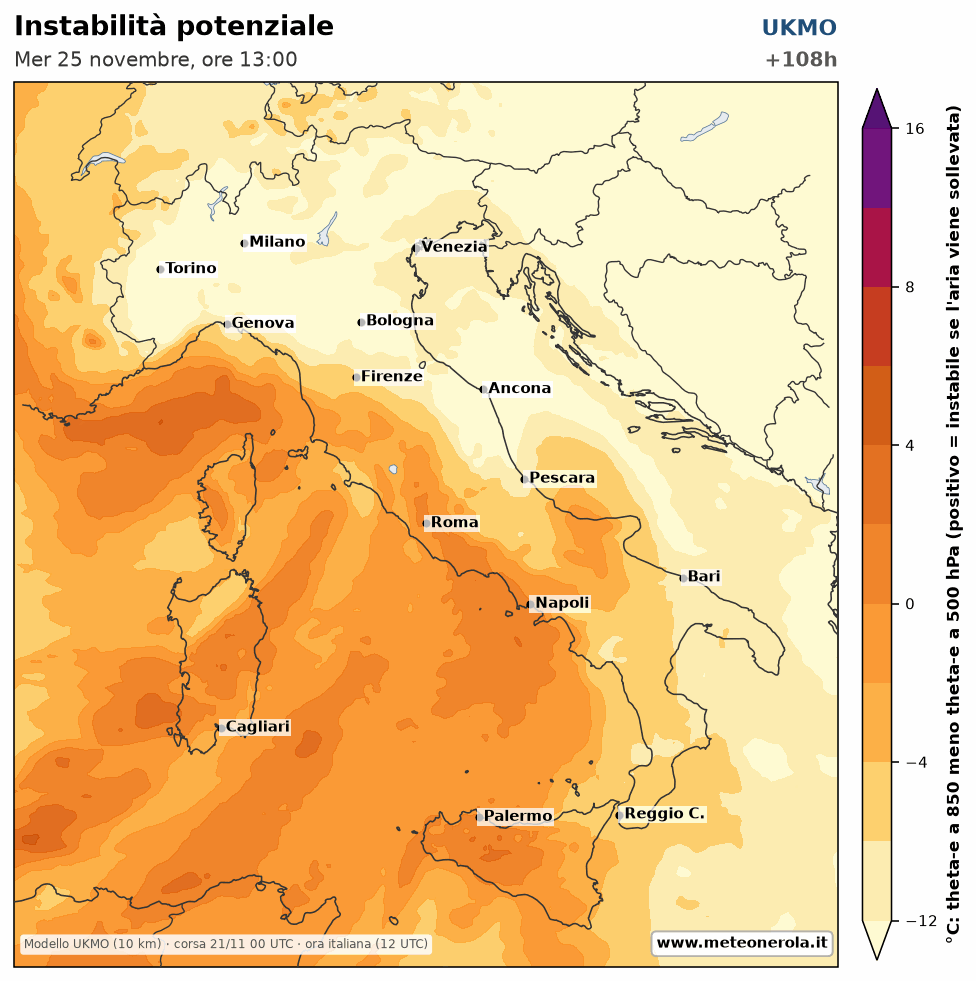 Instabilità potenziale
UKMO
Mer 25 novembre, ore 13:00
+108h
16
8
4
0
−4
−12
°C: theta-e a 850 meno theta-e a 500 hPa (positivo = instabile se l'aria viene sollevata)
Milano
Venezia
Torino
Genova
Bologna
Firenze
Ancona
Pescara
Roma
Bari
Napoli
Cagliari
Palermo
Reggio C.
Modello UKMO (10 km) · corsa 21/11 00 UTC · ora italiana (12 UTC)
www.meteonerola.it